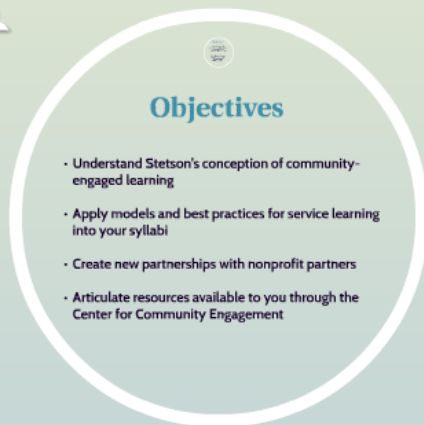 Objectives
· Understand Stetson's conception of community-
engaged learning
· Apply models and best practices for service learning
into your syllabi
· Create new partnerships with nonprofit partners
· Articulate resources available to you through the
Center for Community Engagement